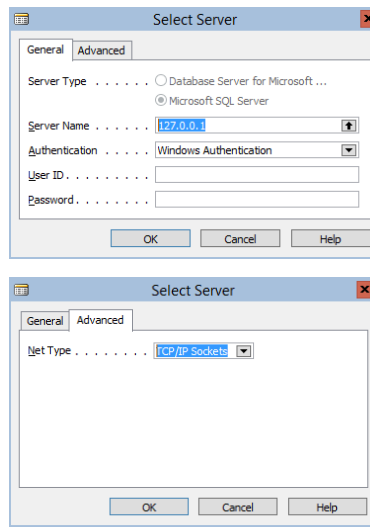 Select Server
x
General Advanced
Server Type . . . . . . Database Server for Microsoft ...
Microsoft SQL Server
Server Name . . . . . . 127.0.0.1
Authentication . . . . . Windows Authentication
User ID. . . . . . . . .
Password. . . . . . . .
OK Cancel Help
Select Server
x
General Advanced
Net Type . . . . . . . . TCP/IP Sockets
OK Cancel Help